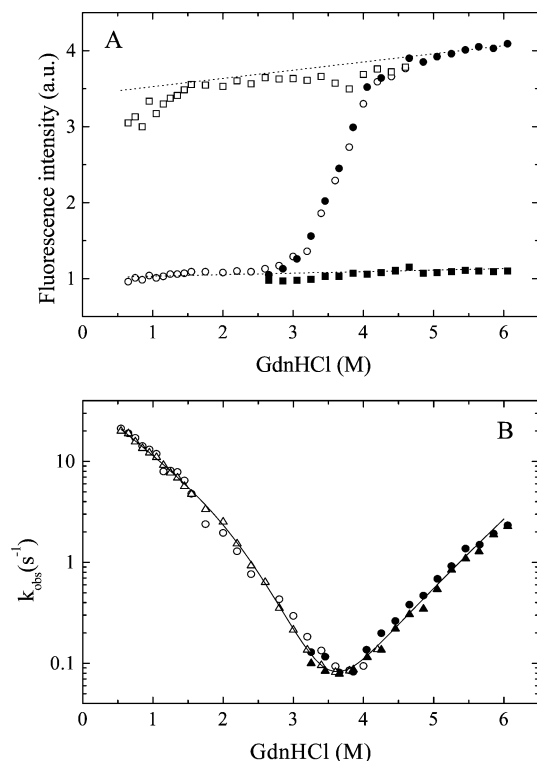 A
Fluorescence intensity (a.u.)
4
3
2
1
0 1 2 3 4 5 6
GdnHCl (M)
B
k_obs(s⁻¹)
10
1
0.1
0 1 2 3 4 5 6
GdnHCl (M)